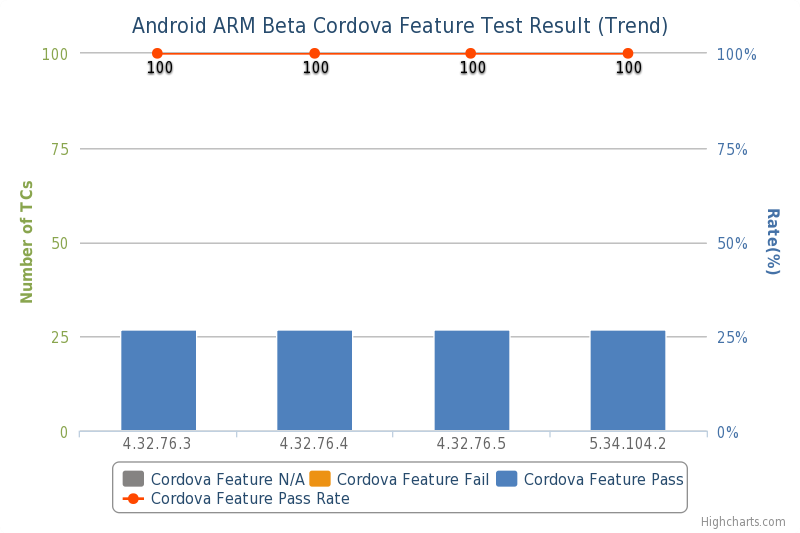 Android ARM Beta Cordova Feature Test Result (Trend)
100 100%
100 100 100 100
75 75%
Number of TCs
Rate(%)
50 50%
25 25%
0 0%
4.32.76.3 4.32.76.4 4.32.76.5 5.34.104.2
Cordova Feature N/A Cordova Feature Fail Cordova Feature Pass
Cordova Feature Pass Rate
Highcharts.com